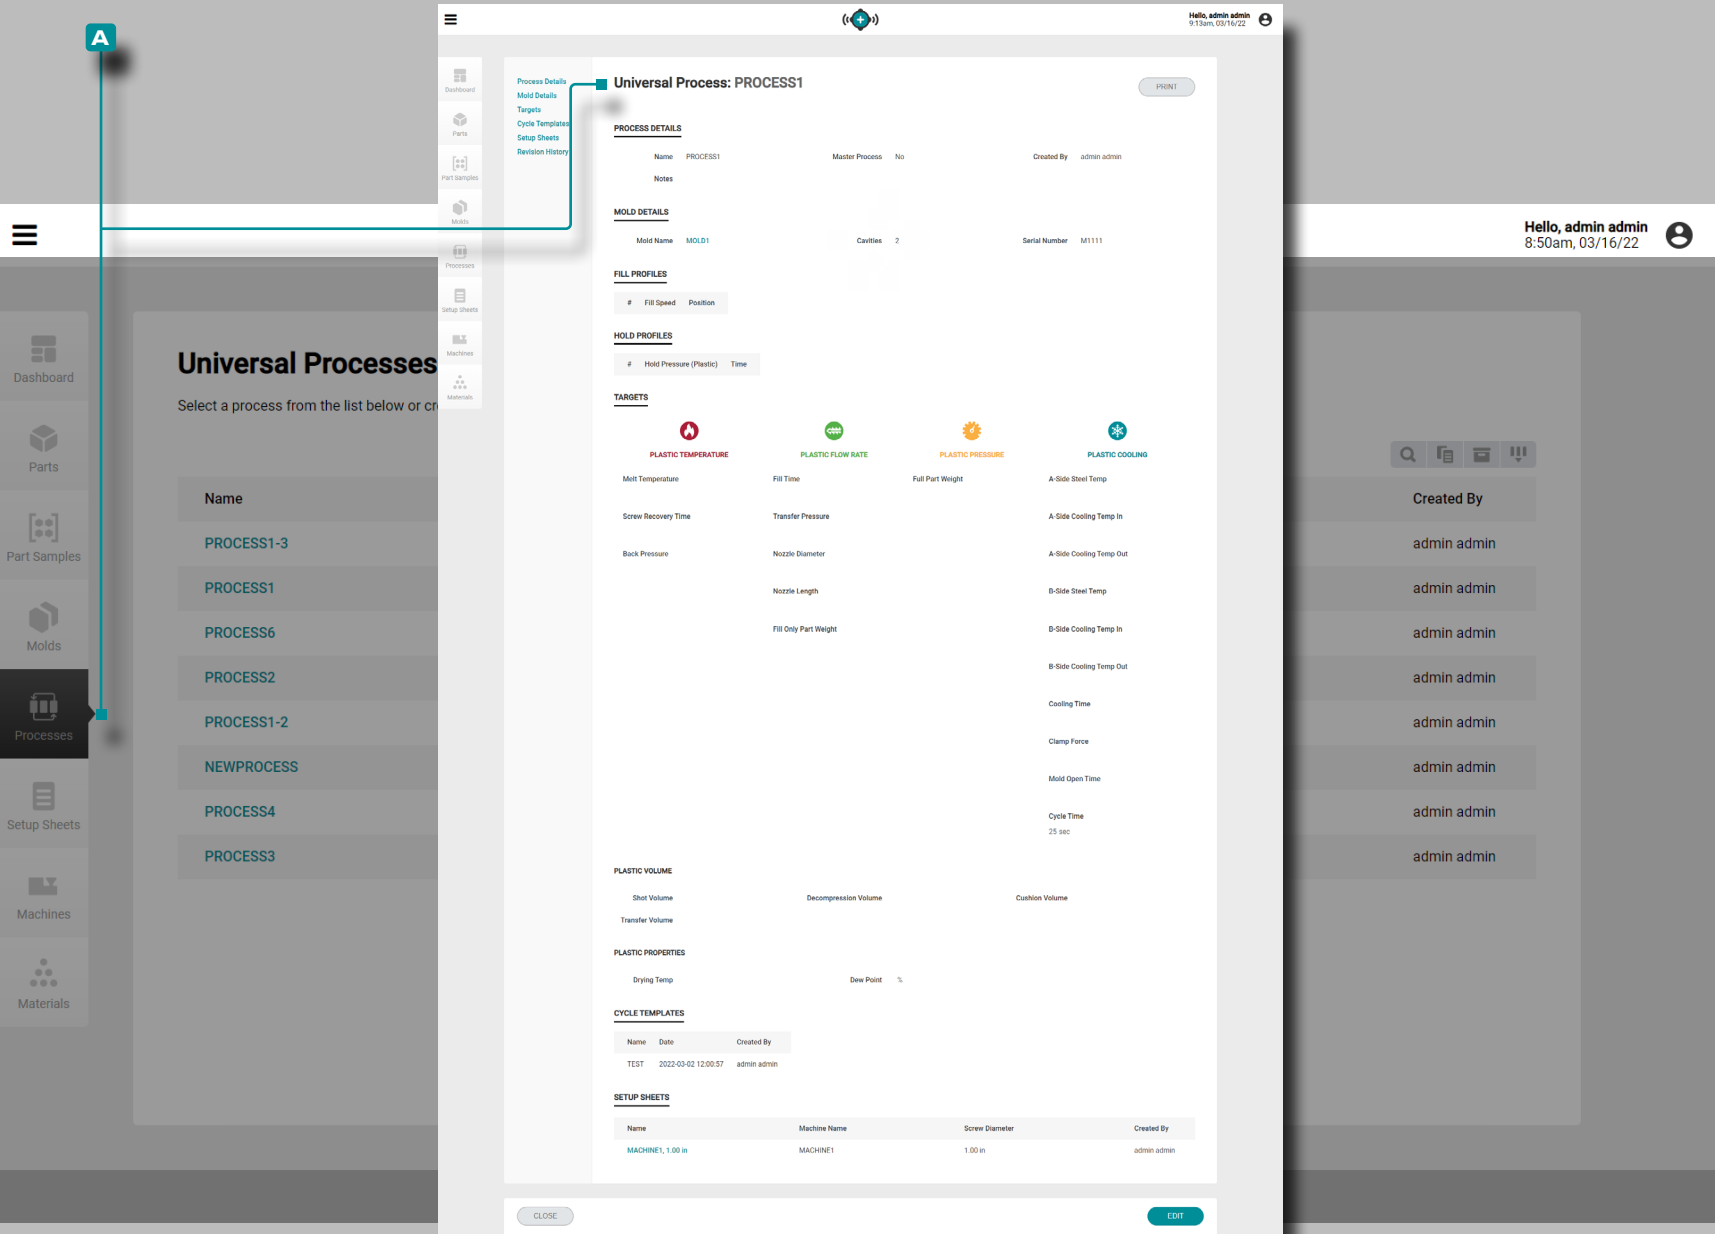 A
Hello, admin admin
9:13am, 03/16/22
Dashboard
Parts
Part Samples
Molds
Processes
Setup Sheets
Machines
Materials
Process Details
Mold Details
Targets
Cycle Templates
Setup Sheets
Revision History
Universal Process: PROCESS1
PRINT
PROCESS DETAILS
Name PROCESS1 Master Process No Created By admin admin
Notes
MOLD DETAILS
Mold Name MOLD1 Cavities 2 Serial Number M1111
FILL PROFILES
# Fill Speed Position
HOLD PROFILES
# Hold Pressure (Plastic) Time
TARGETS
PLASTIC TEMPERATURE PLASTIC FLOW RATE PLASTIC PRESSURE PLASTIC COOLING
Melt Temperature Fill Time Full Part Weight A-Side Steel Temp
Screw Recovery Time Transfer Pressure A-Side Cooling Temp In
Back Pressure Nozzle Diameter A-Side Cooling Temp Out
Nozzle Length B-Side Steel Temp
Fill Only Part Weight B-Side Cooling Temp In
B-Side Cooling Temp Out
Cooling Time
Clamp Force
Mold Open Time
Cycle Time
25 sec
PLASTIC VOLUME
Shot Volume Decompression Volume Cushion Volume
Transfer Volume
PLASTIC PROPERTIES
Drying Temp Dew Point %
CYCLE TEMPLATES
Name Date Created By
TEST 2022-03-02 12:00:57 admin admin
SETUP SHEETS
Name Machine Name Screw Diameter Created By
MACHINE1, 1.00 in MACHINE1 1.00 in admin admin
CLOSE EDIT
Hello, admin admin
8:50am, 03/16/22
Dashboard
Parts
Part Samples
Molds
Processes
Setup Sheets
Machines
Materials
Universal Processes
Select a process from the list below or cr
Name Created By
PROCESS1-3 admin admin
PROCESS1 admin admin
PROCESS6 admin admin
PROCESS2 admin admin
PROCESS1-2 admin admin
NEWPROCESS admin admin
PROCESS4 admin admin
PROCESS3 admin admin